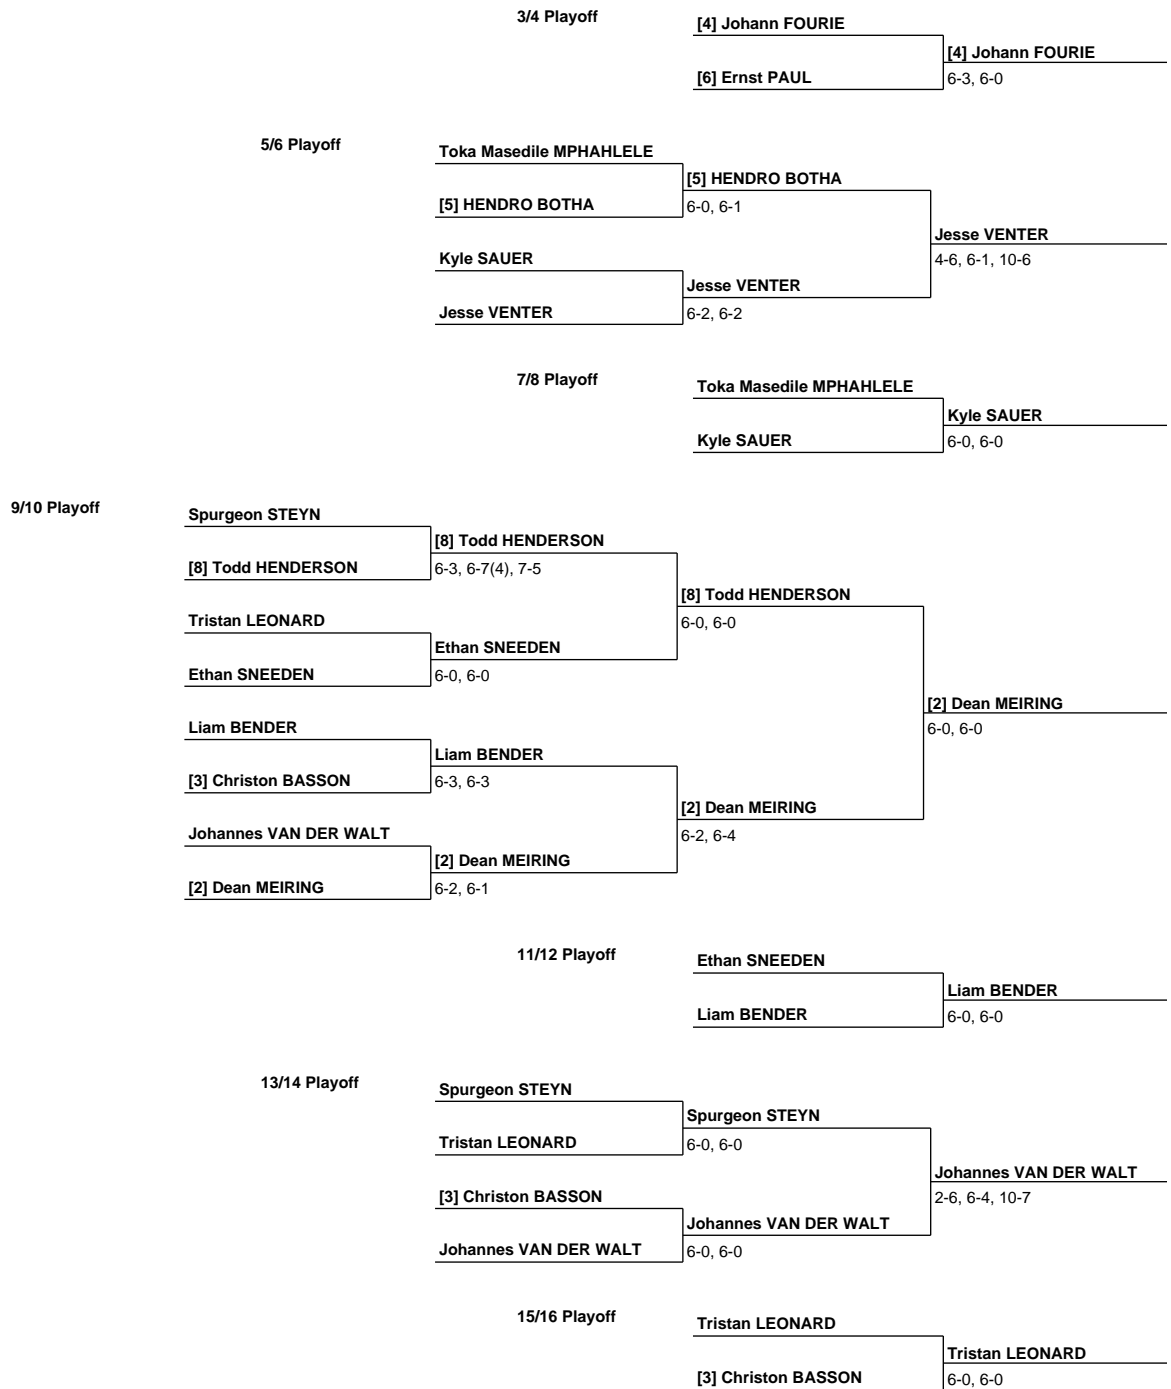 3/4 Playoff
[4] Johann FOURIE
[4] Johann FOURIE
[6] Ernst PAUL
6-3, 6-0
5/6 Playoff
Toka Masedile MPHAHLELE
[5] HENDRO BOTHA
[5] HENDRO BOTHA
6-0, 6-1
Jesse VENTER
Kyle SAUER
4-6, 6-1, 10-6
Jesse VENTER
Jesse VENTER
6-2, 6-2
7/8 Playoff
Toka Masedile MPHAHLELE
Kyle SAUER
Kyle SAUER
6-0, 6-0
9/10 Playoff
Spurgeon STEYN
[8] Todd HENDERSON
[8] Todd HENDERSON
6-3, 6-7(4), 7-5
[8] Todd HENDERSON
Tristan LEONARD
6-0, 6-0
Ethan SNEEDEN
Ethan SNEEDEN
6-0, 6-0
[2] Dean MEIRING
Liam BENDER
6-0, 6-0
Liam BENDER
[3] Christon BASSON
6-3, 6-3
[2] Dean MEIRING
Johannes VAN DER WALT
6-2, 6-4
[2] Dean MEIRING
[2] Dean MEIRING
6-2, 6-1
11/12 Playoff
Ethan SNEEDEN
Liam BENDER
Liam BENDER
6-0, 6-0
13/14 Playoff
Spurgeon STEYN
Spurgeon STEYN
Tristan LEONARD
6-0, 6-0
Johannes VAN DER WALT
[3] Christon BASSON
2-6, 6-4, 10-7
Johannes VAN DER WALT
Johannes VAN DER WALT
6-0, 6-0
15/16 Playoff
Tristan LEONARD
Tristan LEONARD
[3] Christon BASSON
6-0, 6-0